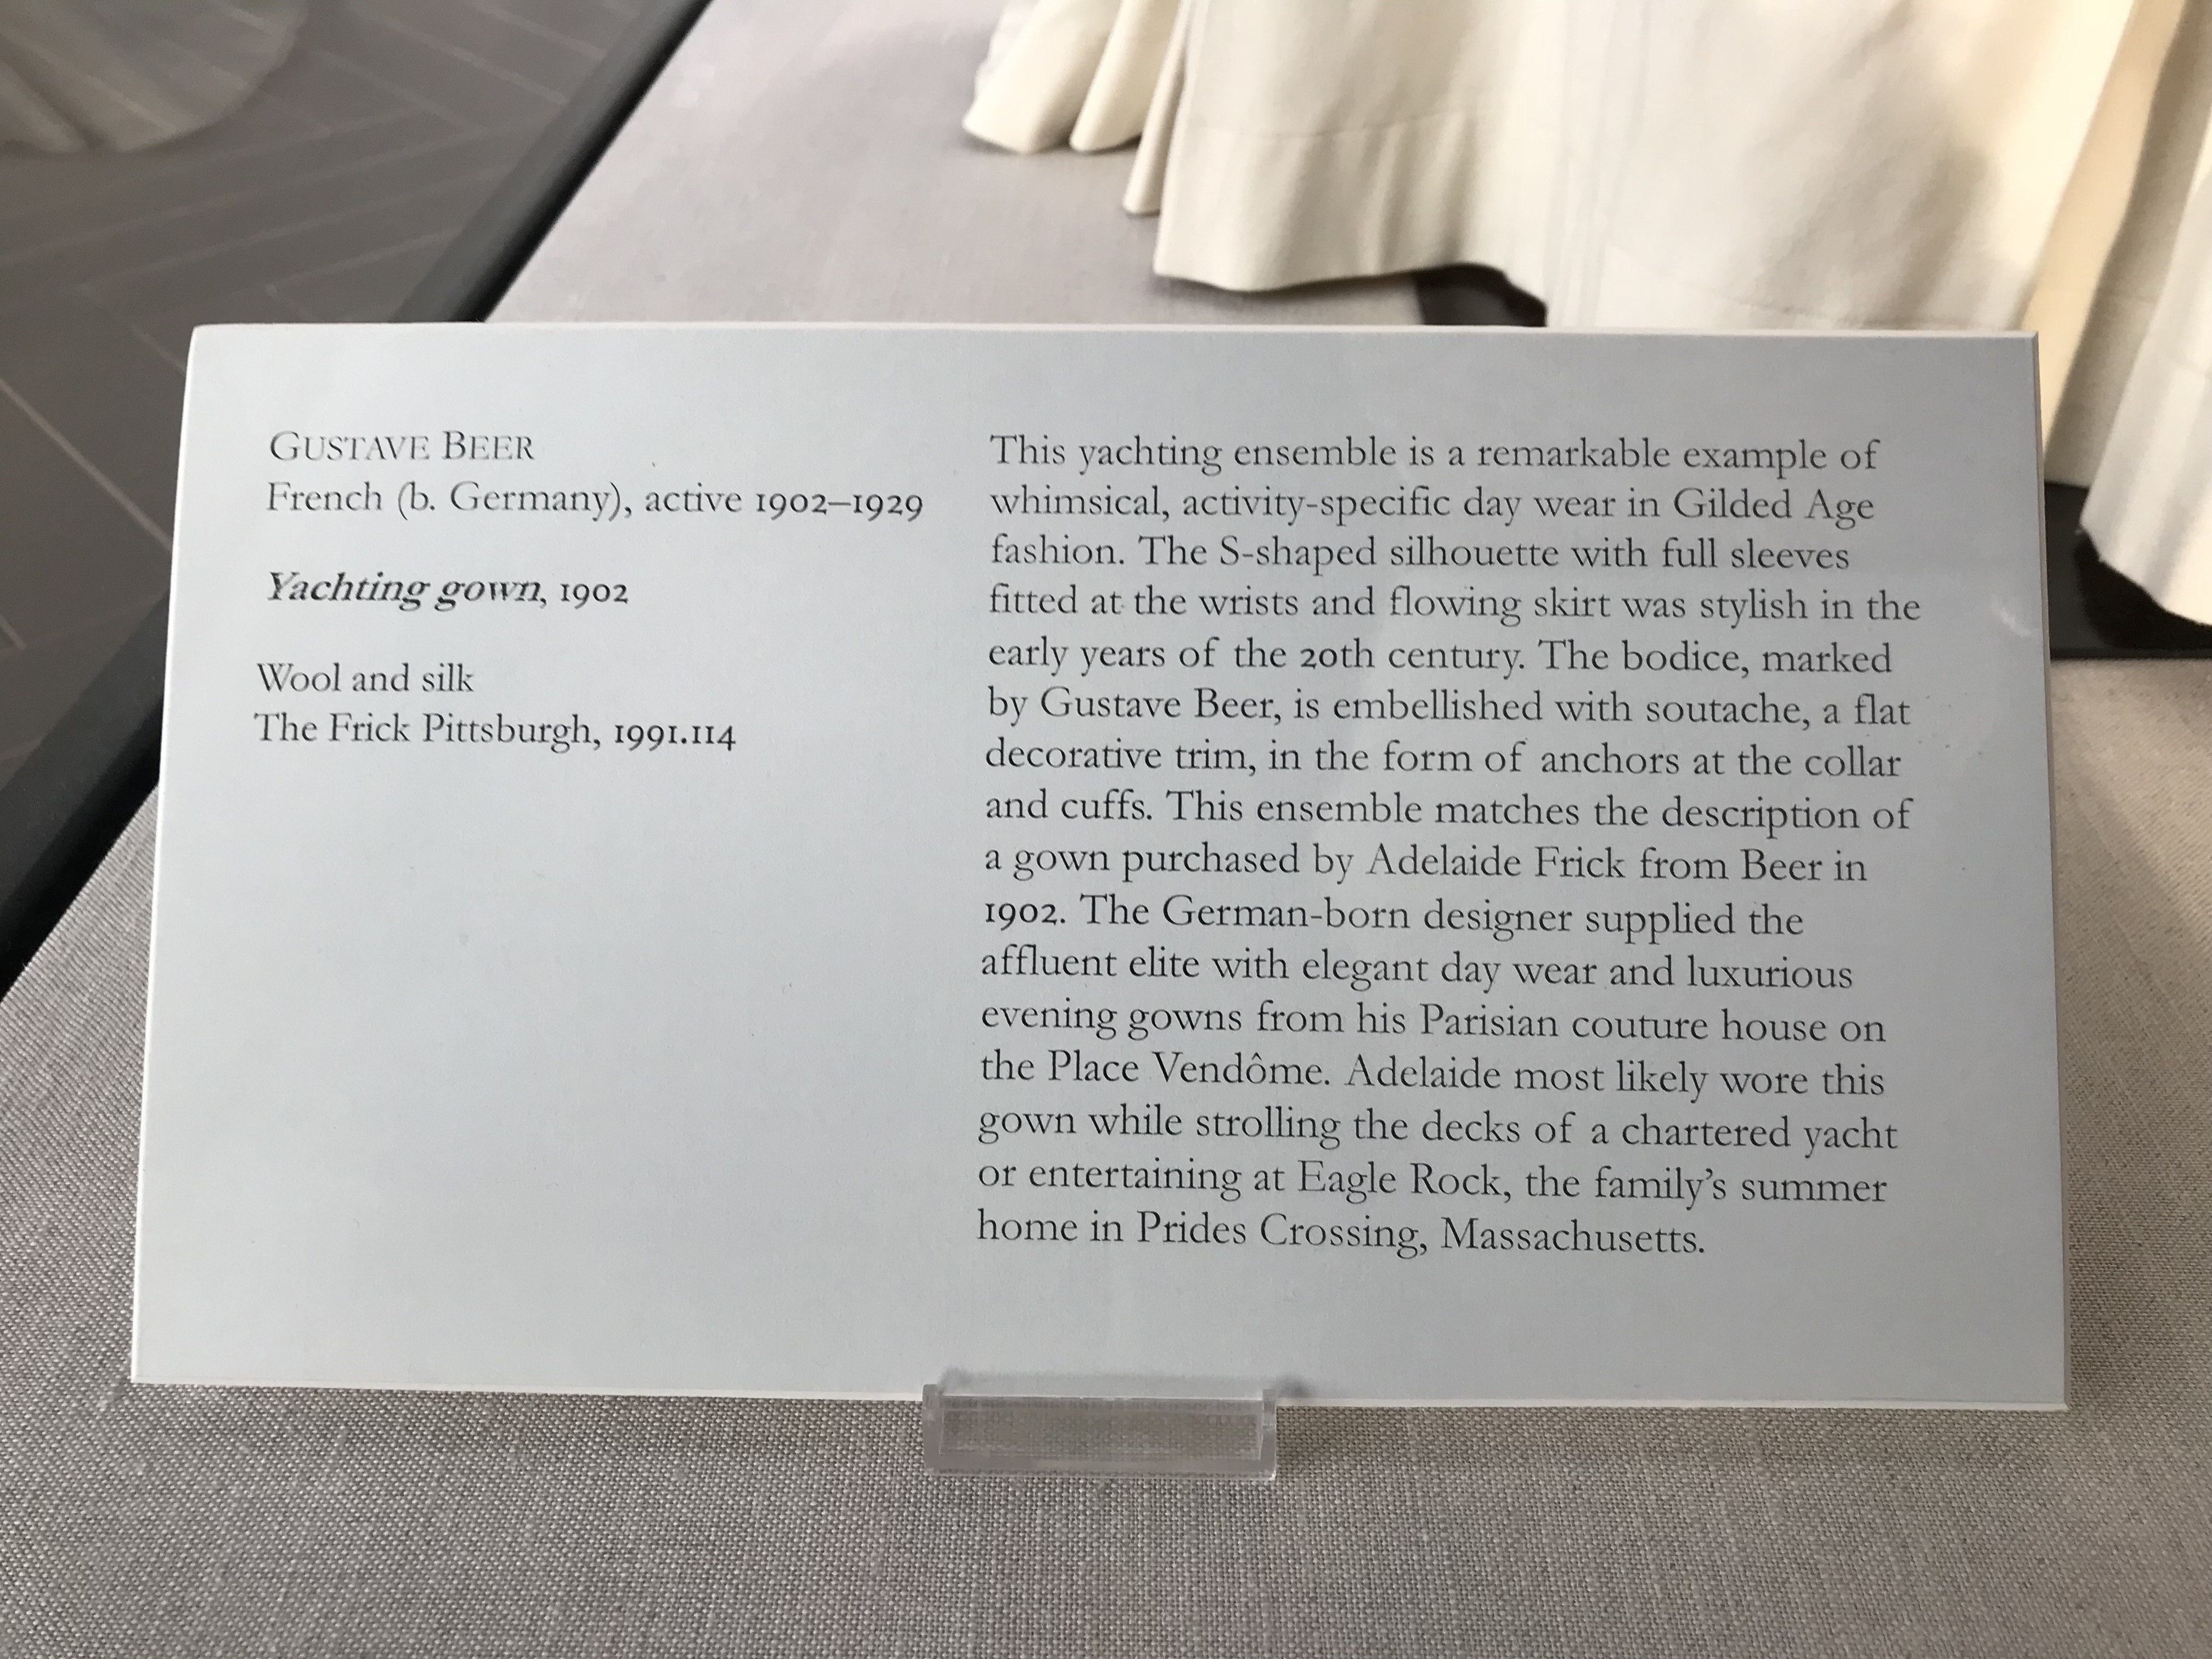 GUSTAVE BEER
French (b. Germany), active 1902–1929
Yachting gown, 1902
Wool and silk
The Frick Pittsburgh, 1991.114
This yachting ensemble is a remarkable example of
whimsical, activity-specific day wear in Gilded Age
fashion. The S-shaped silhouette with full sleeves
fitted at the wrists and flowing skirt was stylish in the
early years of the 20th century. The bodice, marked
by Gustave Beer, is embellished with soutache, a flat
decorative trim, in the form of anchors at the collar
and cuffs. This ensemble matches the description of
a gown purchased by Adelaide Frick from Beer in
1902. The German-born designer supplied the
affluent elite with elegant day wear and luxurious
evening gowns from his Parisian couture house on
the Place Vendôme. Adelaide most likely wore this
gown while strolling the decks of a chartered yacht
or entertaining at Eagle Rock, the family’s summer
home in Prides Crossing, Massachusetts.